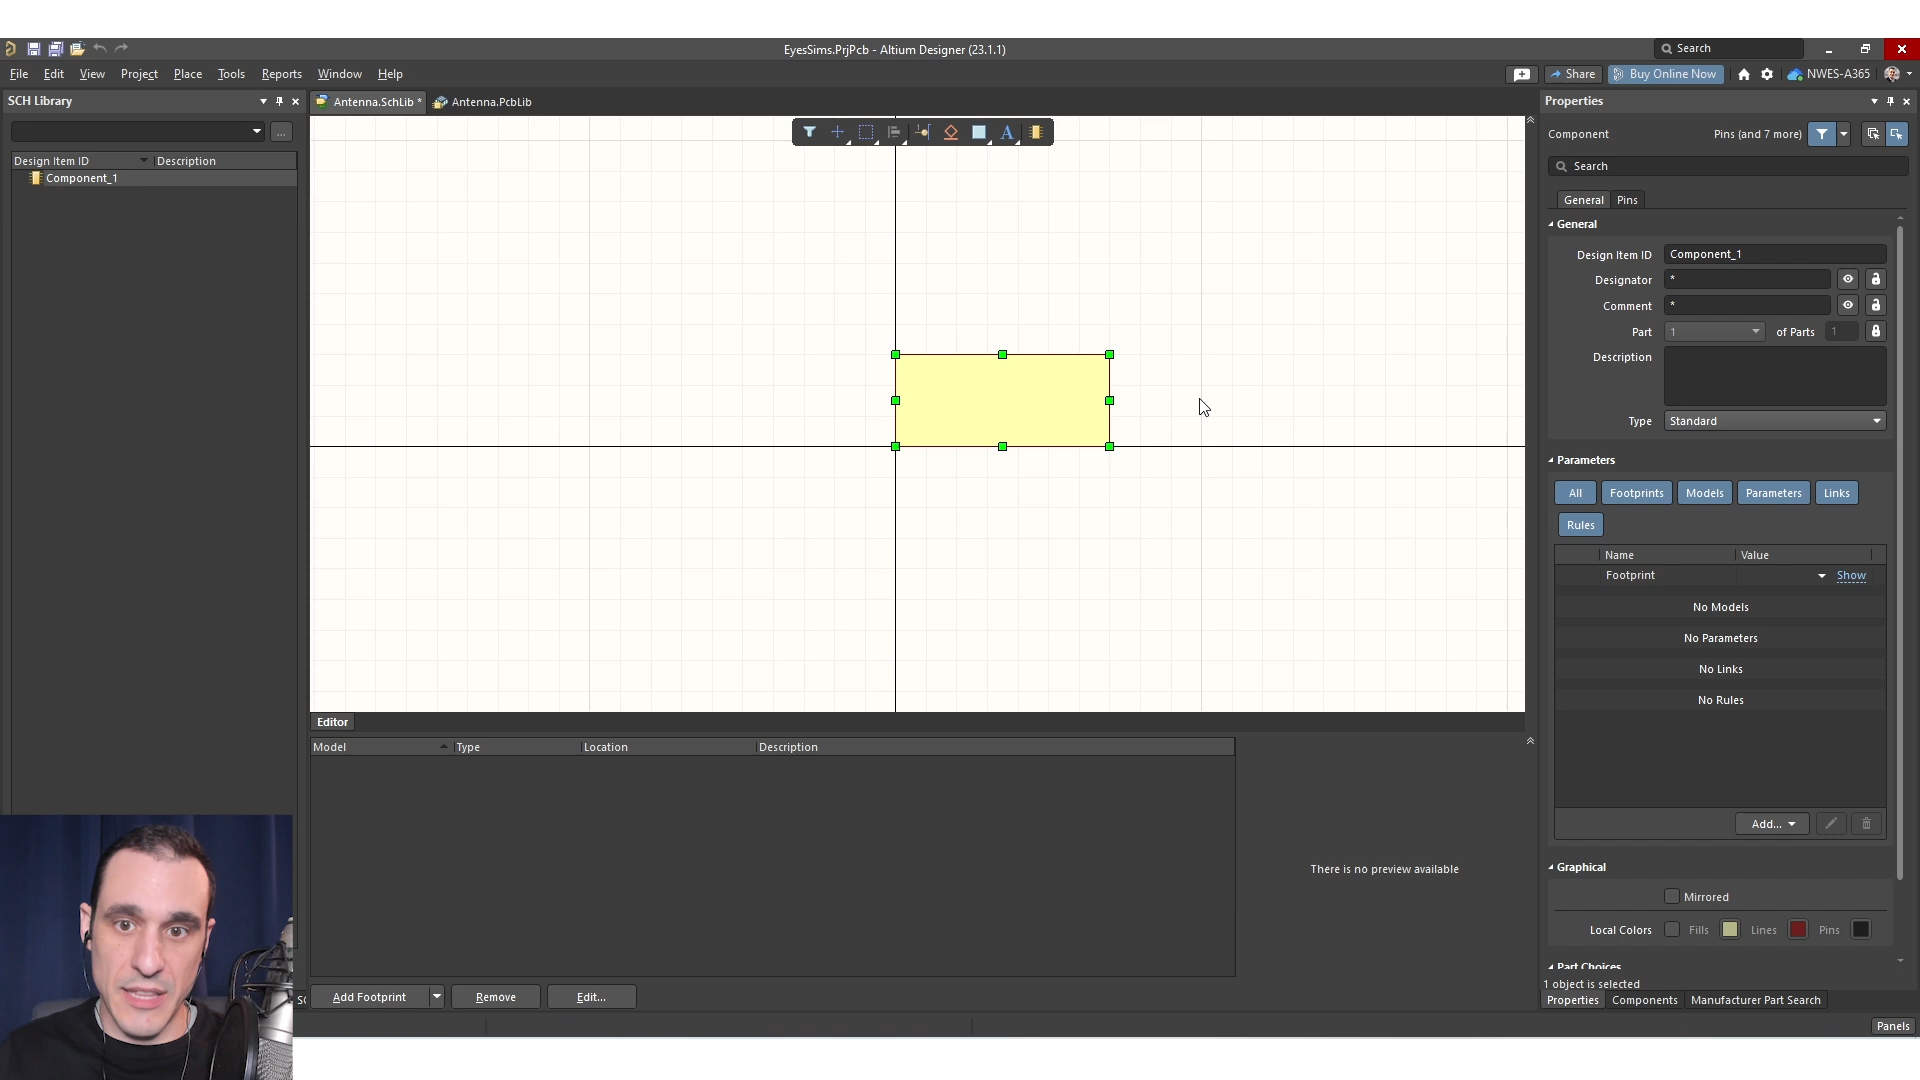 EyesSims.PrjPcb - Altium Designer (23.1.1)
Search
File Edit View Project Place Tools Reports Window Help
Share
Buy Online Now
NWES-A365
SCH Library
Antenna.SchLib *
Antenna.PcbLib
Properties
...
Component
Pins (and 7 more)
Design Item ID
Description
Component_1
Search
General
Pins
General
Design Item ID
Component_1
Designator
*
Comment
*
Part
1
of Parts
1
Description
Type
Standard
Parameters
All
Footprints
Models
Parameters
Links
Rules
Name
Value
Footprint
Show
No Models
No Parameters
No Links
No Rules
Add...
Graphical
Mirrored
Local Colors
Fills
Lines
Pins
Part Choices
1 object is selected
Properties
Components
Manufacturer Part Search
Panels
Editor
Model
Type
Location
Description
There is no preview available
Add Footprint
Remove
Edit...